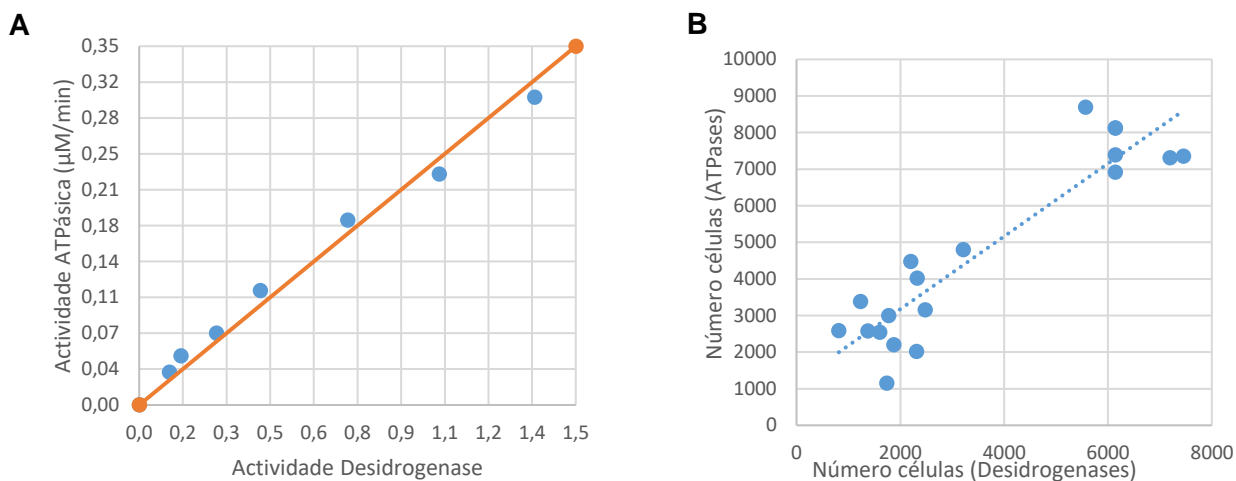 A
Actividade ATPásica (µM/min)
0,35
0,32
0,28
0,25
0,21
0,18
0,14
0,11
0,07
0,04
0,00
0,0 0,2 0,3 0,5 0,6 0,8 0,9 1,1 1,2 1,4 1,5
Actividade Desidrogenase
B
Número células (ATPases)
10000
9000
8000
7000
6000
5000
4000
3000
2000
1000
0
0 2000 4000 6000 8000
Número células (Desidrogenases)